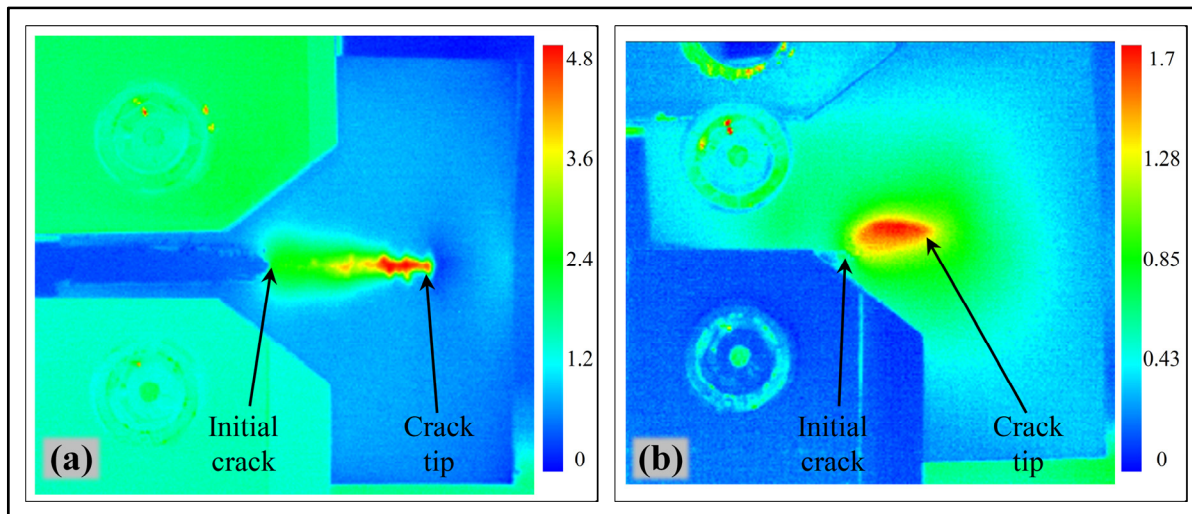 4.8
3.6
2.4
1.2
0
Initial
crack
Crack
tip
(a)
1.7
1.28
0.85
0.43
0
Initial
crack
Crack
tip
(b)